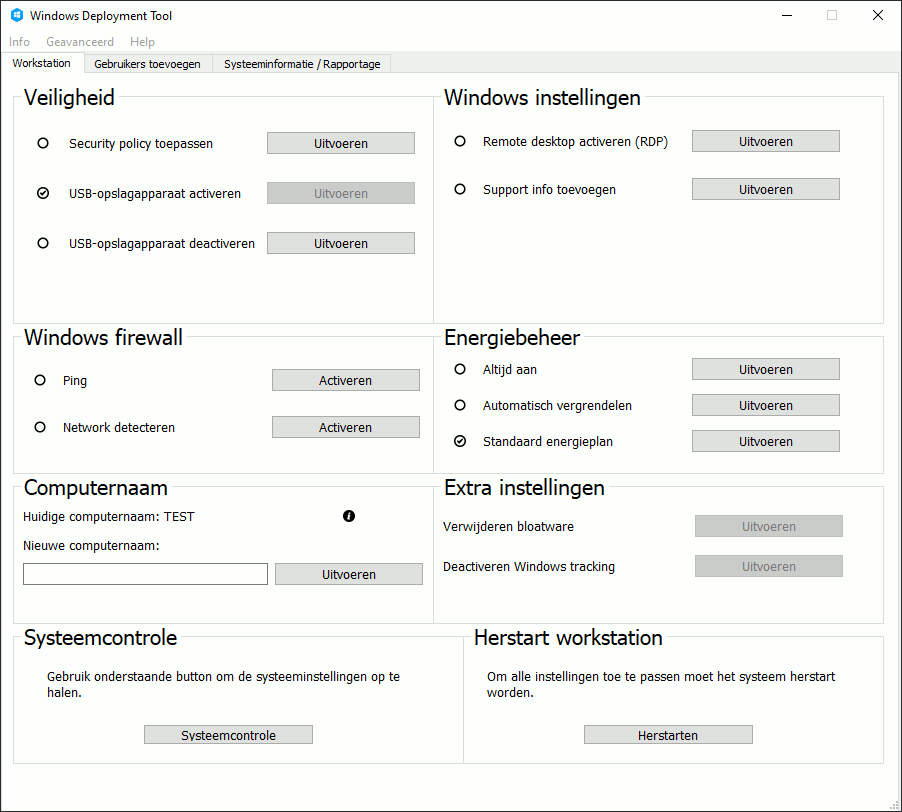 Windows Deployment Tool
Info Geavanceerd Help
Workstation Gebruikers toevoegen Systeeminformatie / Rapportage
Veiligheid
Security policy toepassen Uitvoeren
USB-opslagapparaat activeren Uitvoeren
USB-opslagapparaat deactiveren Uitvoeren
Windows instellingen
Remote desktop activeren (RDP) Uitvoeren
Support info toevoegen Uitvoeren
Windows firewall
Ping Activeren
Network detecteren Activeren
Energiebeheer
Altijd aan Uitvoeren
Automatisch vergrendelen Uitvoeren
Standaard energieplan Uitvoeren
Computernaam
Huidige computernaam: TEST
Nieuwe computernaam:
Uitvoeren
Extra instellingen
Verwijderen bloatware Uitvoeren
Deactiveren Windows tracking Uitvoeren
Systeemcontrole
Gebruik onderstaande button om de systeeminstellingen op te
halen.
Systeemcontrole
Herstart workstation
Om alle instellingen toe te passen moet het systeem herstart
worden.
Herstarten